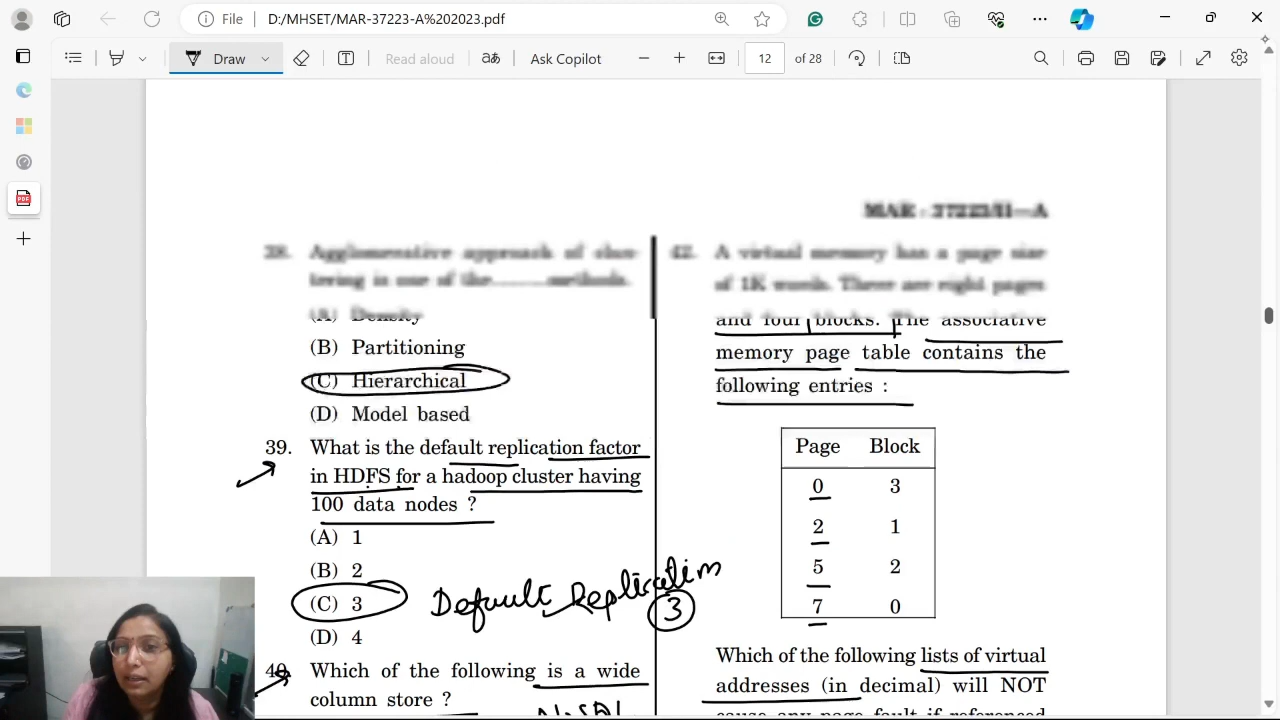 File D:/MHSET/MAR-37223-A%202023.pdf
Draw Read aloud aあ Ask Copilot 12 of 28
MAR - 37223/II—A
38. Agglomerative approach of clus-
tering is one of the.........methods.
(A) Density
(B) Partitioning
(C) Hierarchical
(D) Model based
39. What is the default replication factor
in HDFS for a hadoop cluster having
100 data nodes ?
(A) 1
(B) 2
(C) 3
Default Replication
3
(D) 4
40. Which of the following is a wide
column store ?
NoSQL
42. A virtual memory has a page size
of 1K words. There are eight pages
and four blocks. The associative
memory page table contains the
following entries :
Page Block
0 3
2 1
5 2
7 0
Which of the following lists of virtual
addresses (in decimal) will NOT
cause any page fault if referenced